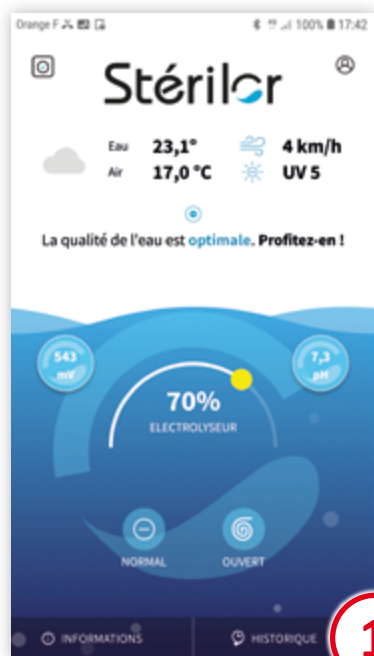 Orange F
100% 17:42
Stérilor
Eau 23,1° 4 km/h
Air 17,0 °C UV 5
La qualité de l'eau est optimale. Profitez-en !
543 mV
7,3 pH
70%
ELECTROLYSEUR
NORMAL OUVERT
INFORMATIONS HISTORIQUE
1